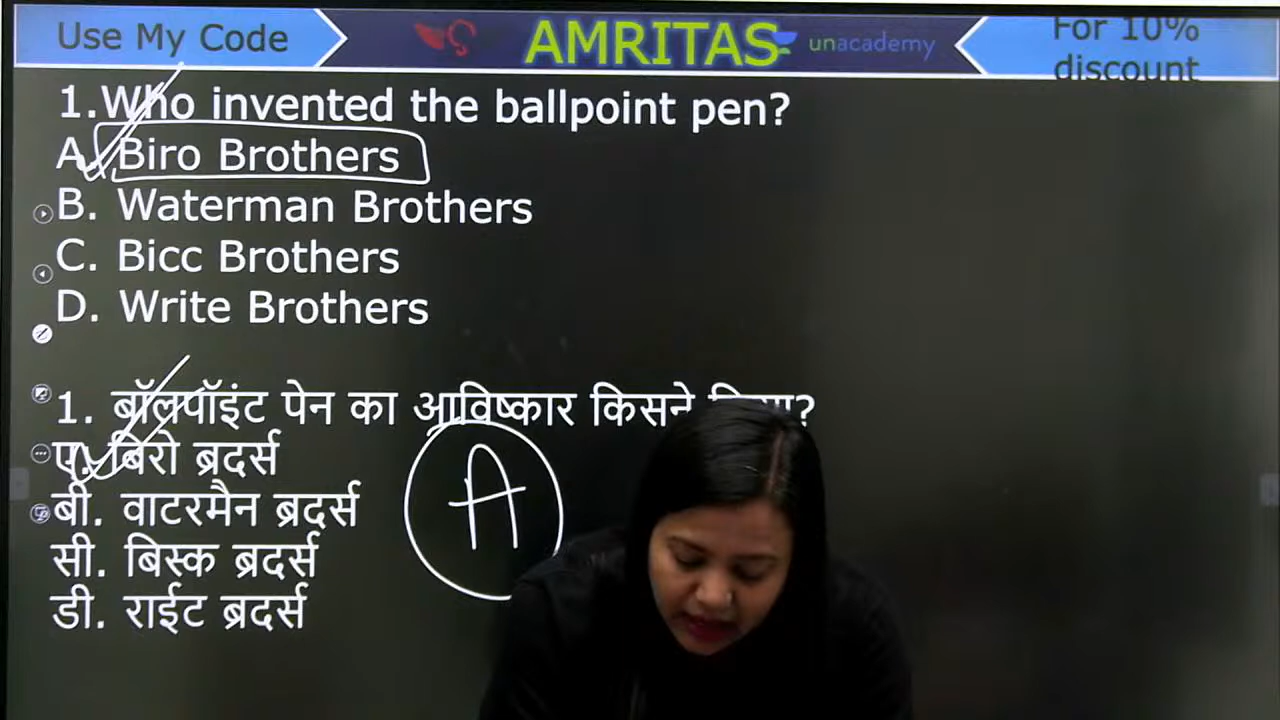 Use My Code
AMRITAS
unacademy
For 10%
discount
1.Who invented the ballpoint pen?
A. Biro Brothers
B. Waterman Brothers
C. Bicc Brothers
D. Write Brothers
1. बॉलपॉइंट पेन का आविष्कार किसने ?
ए. बिरो ब्रदर्स
बी. वाटरमैन ब्रदर्स
सी. बिस्क ब्रदर्स
डी. राईट ब्रदर्स
A